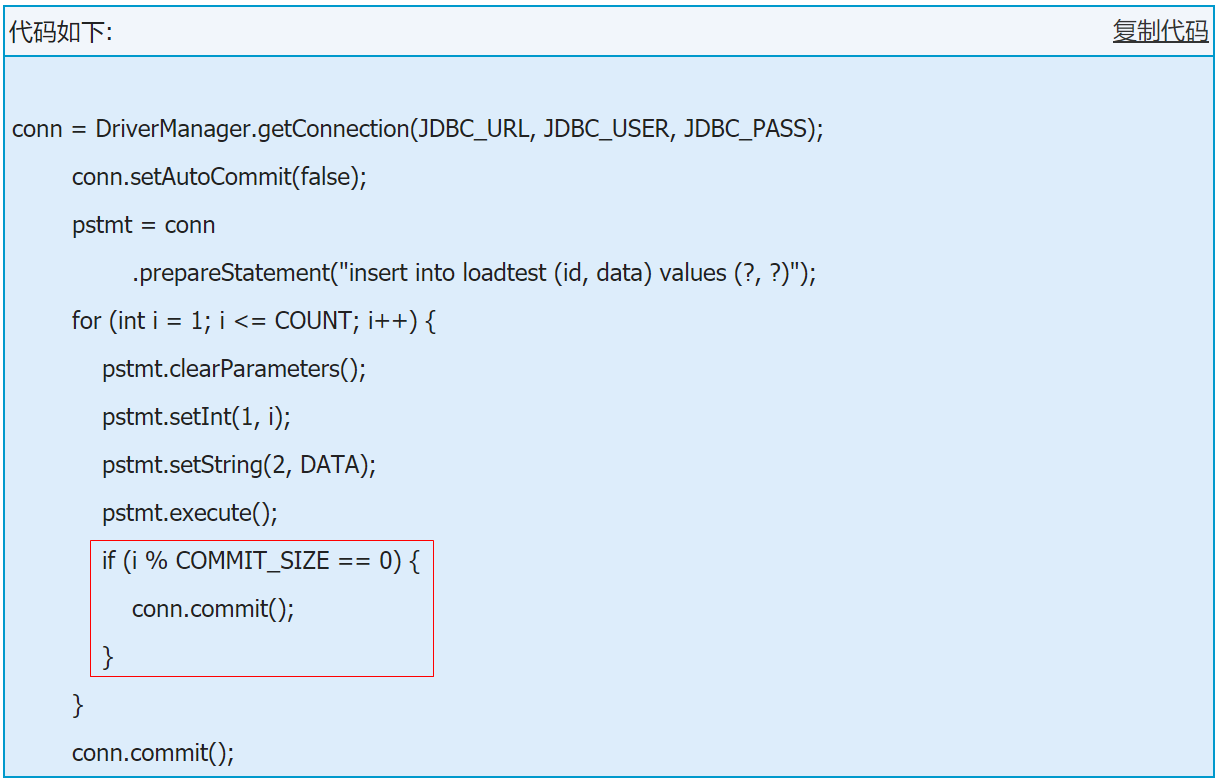 代码如下:
复制代码
conn = DriverManager.getConnection(JDBC_URL, JDBC_USER, JDBC_PASS);
conn.setAutoCommit(false);
pstmt = conn
.prepareStatement("insert into loadtest (id, data) values (?, ?)");
for (int i = 1; i <= COUNT; i++) {
pstmt.clearParameters();
pstmt.setInt(1, i);
pstmt.setString(2, DATA);
pstmt.execute();
if (i % COMMIT_SIZE == 0) {
conn.commit();
}
}
conn.commit();